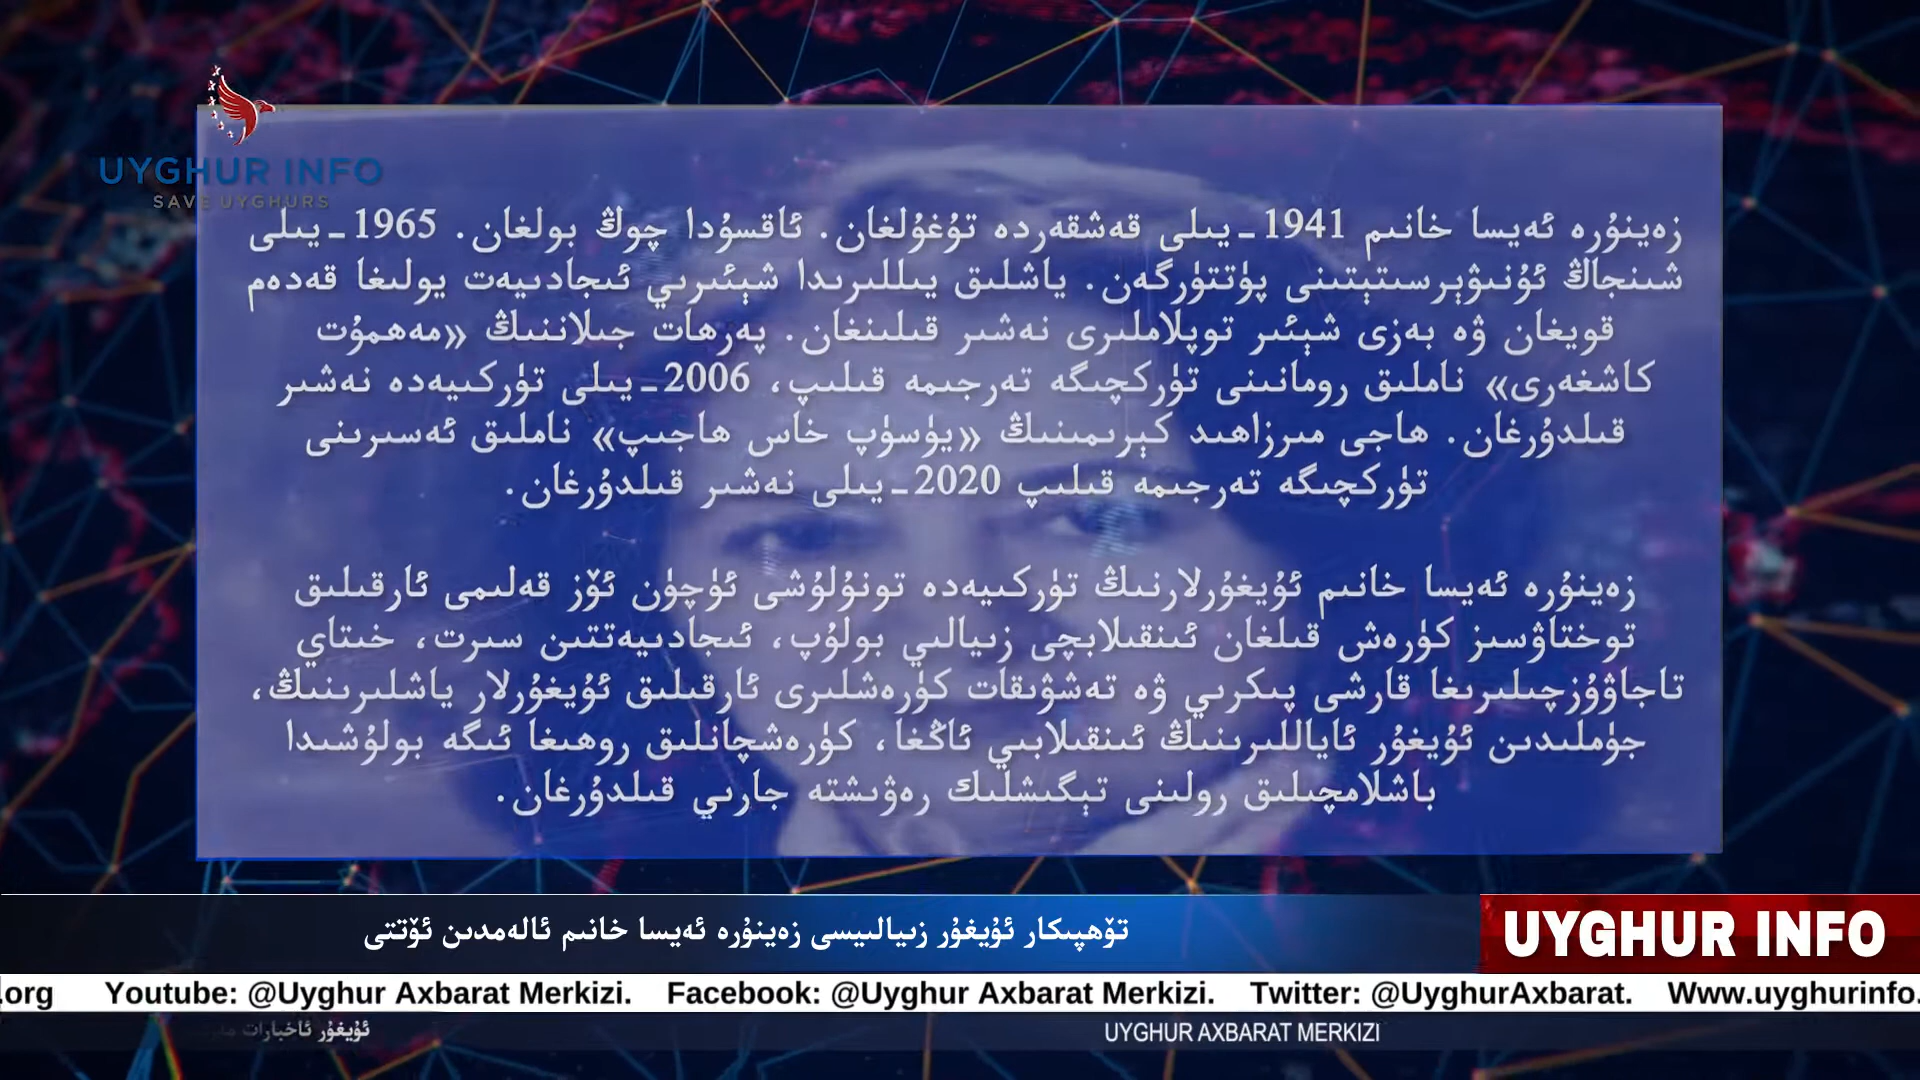 UYGHUR INFO
SAVE UYGHURS
زەينۇرە ئەيسا خانىم 1941-يىلى قەشقەردە تۇغۇلغان. ئاقسۇدا چوڭ بولغان. 1965-يىلى
شىنجاڭ ئۇنىۋېرسىتېتىنى پۈتتۈرگەن. ياشلىق يىللىرىدا شېئىرىي ئىجادىيەت يولىغا قەدەم
قويغان ۋە بەزى شېئىر توپلاملىرى نەشىر قىلىنغان. پەرھات جىلاننىڭ «مەھمۇت
كاشغەرى» ناملىق رومانىنى تۈركچىگە تەرجىمە قىلىپ، 2006-يىلى تۈركىيەدە نەشىر
قىلدۇرغان. ھاجى مىرزاھىد كېرىمىنىڭ «يۈسۈپ خاس ھاجىپ» ناملىق ئەسىرىنى
تۈركچىگە تەرجىمە قىلىپ 2020-يىلى نەشىر قىلدۇرغان.
زەينۇرە ئەيسا خانىم ئۇيغۇرلارنىڭ تۈركىيەدە تونۇلۇشى ئۈچۈن ئۆز قەلىمى ئارقىلىق
توختاۋسىز كۈرەش قىلغان ئىنقىلابچى زىيالىي بولۇپ، ئىجادىيەتتىن سىرت، خىتاي
تاجاۋۇزچىلىرىغا قارشى پىكرىي ۋە تەشۋىقات كۈرەشلىرى ئارقىلىق ئۇيغۇرلار ياشلىرىنىڭ،
جۈملىدىن ئۇيغۇر ئاياللىرىنىڭ ئىنقىلابىي ئاڭغا، كۈرەشچانلىق روھىغا ئىگە بولۇشىدا
باشلامچىلىق رولىنى تېگىشلىك رەۋىشتە جارىي قىلدۇرغان.
تۆھپىكار ئۇيغۇر زىيالىيسى زەينۇرە ئەيسا خانىم ئالەمدىن ئۆتتى
UYGHUR INFO
.org Youtube: @Uyghur Axbarat Merkizi. Facebook: @Uyghur Axbarat Merkizi. Twitter: @UyghurAxbarat. Www.uyghurinfo.
ئۇيغۇر ئاخبارات
UYGHUR AXBARAT MERKIZI